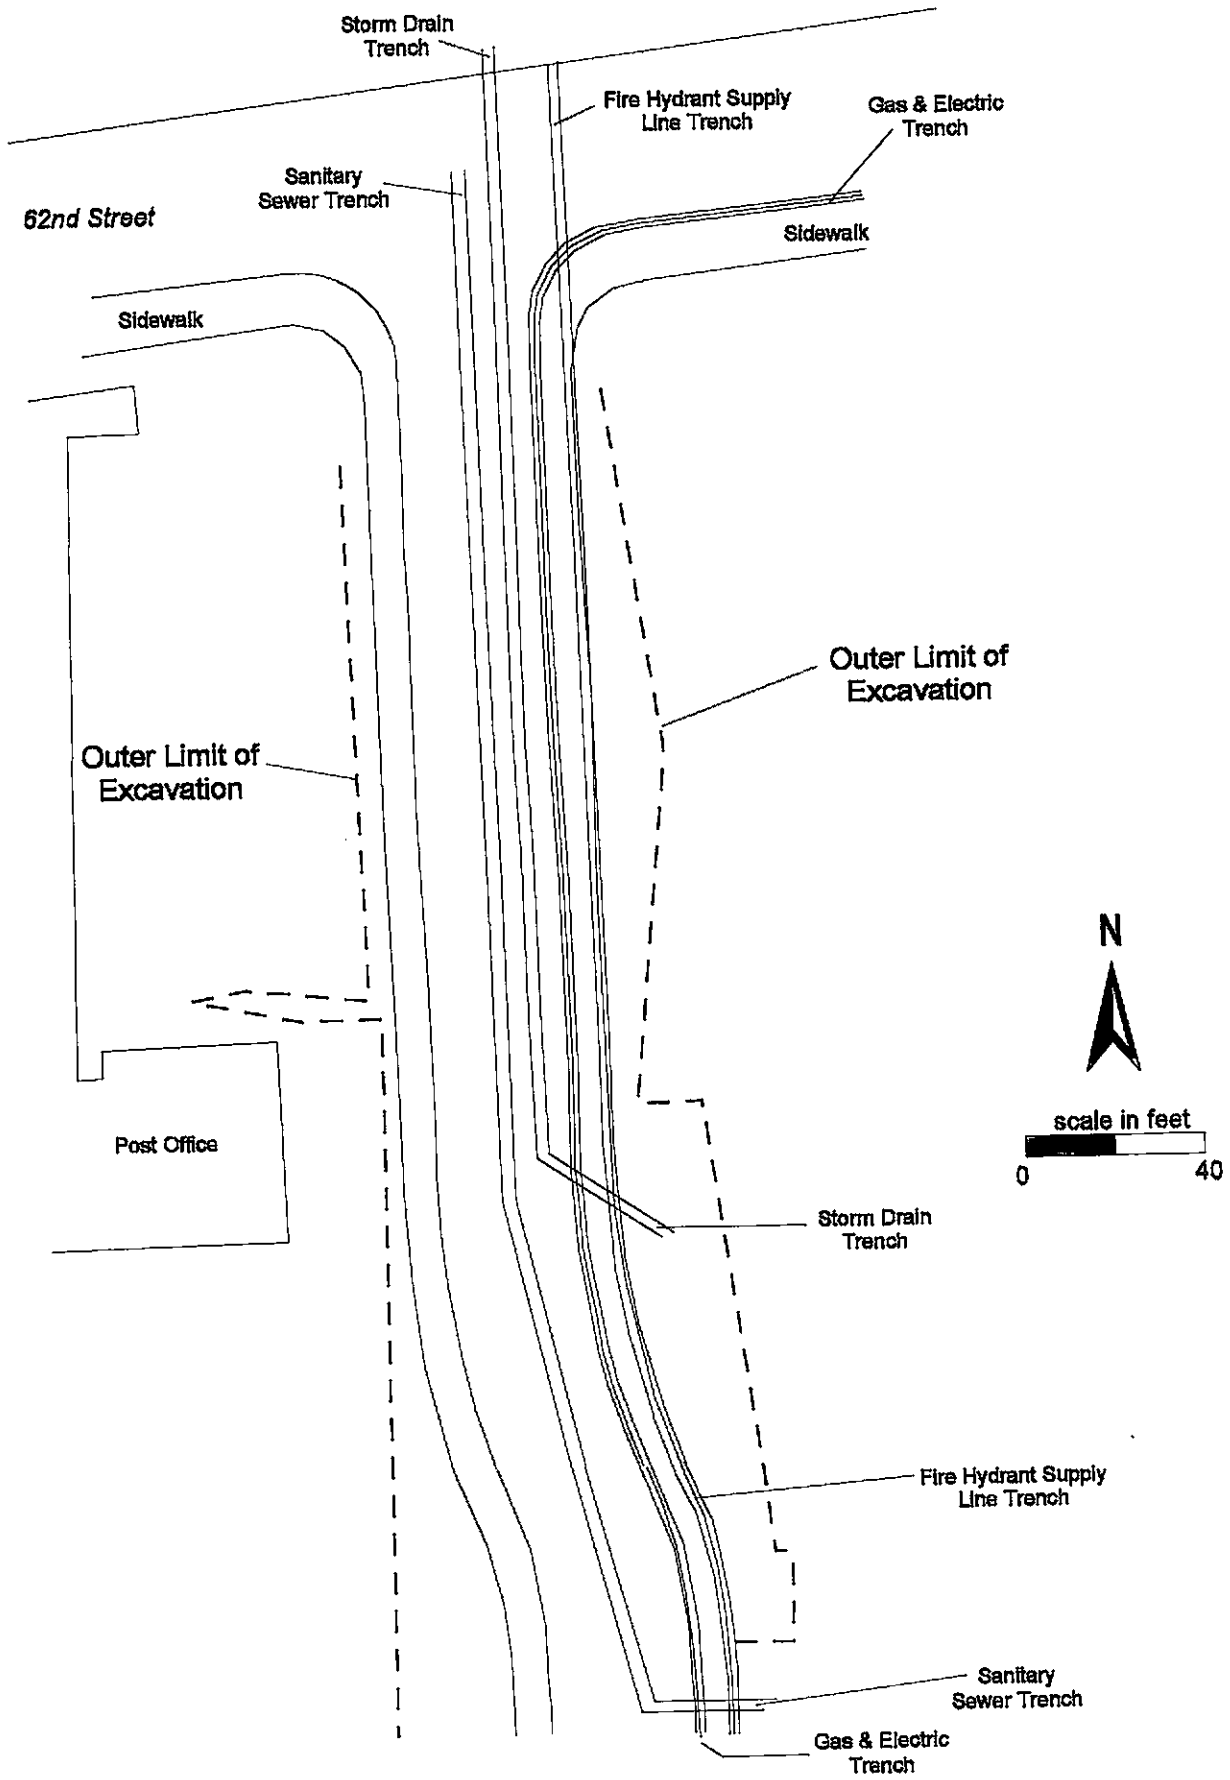 Storm Drain
Trench
Fire Hydrant Supply
Line Trench
Gas & Electric
Trench
Sanitary
Sewer Trench
62nd Street
Sidewalk
Sidewalk
Outer Limit of
Excavation
Outer Limit of
Excavation
N
scale in feet
0 40
Post Office
Storm Drain
Trench
Fire Hydrant Supply
Line Trench
Sanitary
Sewer Trench
Gas & Electric
Trench